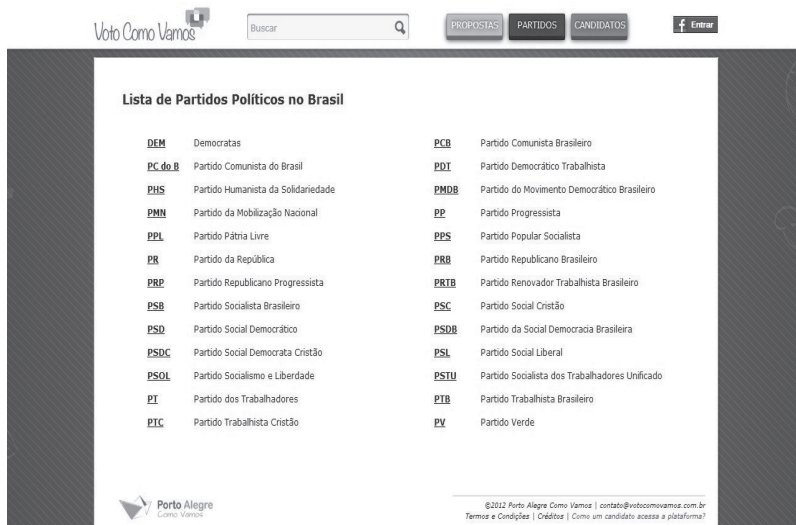 Voto Como Vamos
Buscar
PROPOSTAS PARTIDOS CANDIDATOS
f Entrar
Lista de Partidos Políticos no Brasil
DEM Democratas
PC do B Partido Comunista do Brasil
PHS Partido Humanista da Solidariedade
PMN Partido da Mobilização Nacional
PPL Partido Pátria Livre
PR Partido da República
PRP Partido Republicano Progressista
PSB Partido Socialista Brasileiro
PSD Partido Social Democrático
PSDC Partido Social Democrata Cristão
PSOL Partido Socialismo e Liberdade
PT Partido dos Trabalhadores
PTC Partido Trabalhista Cristão
PCB Partido Comunista Brasileiro
PDT Partido Democrático Trabalhista
PMDB Partido do Movimento Democrático Brasileiro
PP Partido Progressista
PPS Partido Popular Socialista
PRB Partido Republicano Brasileiro
PRTB Partido Renovador Trabalhista Brasileiro
PSC Partido Social Cristão
PSDB Partido da Social Democracia Brasileira
PSL Partido Social Liberal
PSTU Partido Socialista dos Trabalhadores Unificado
PTB Partido Trabalhista Brasileiro
PV Partido Verde
Porto Alegre
Como Vamos
©2012 Porto Alegre Como Vamos | contato@votocomovamos.com.br
Termos e Condições | Créditos | Como um candidato acessa a plataforma?